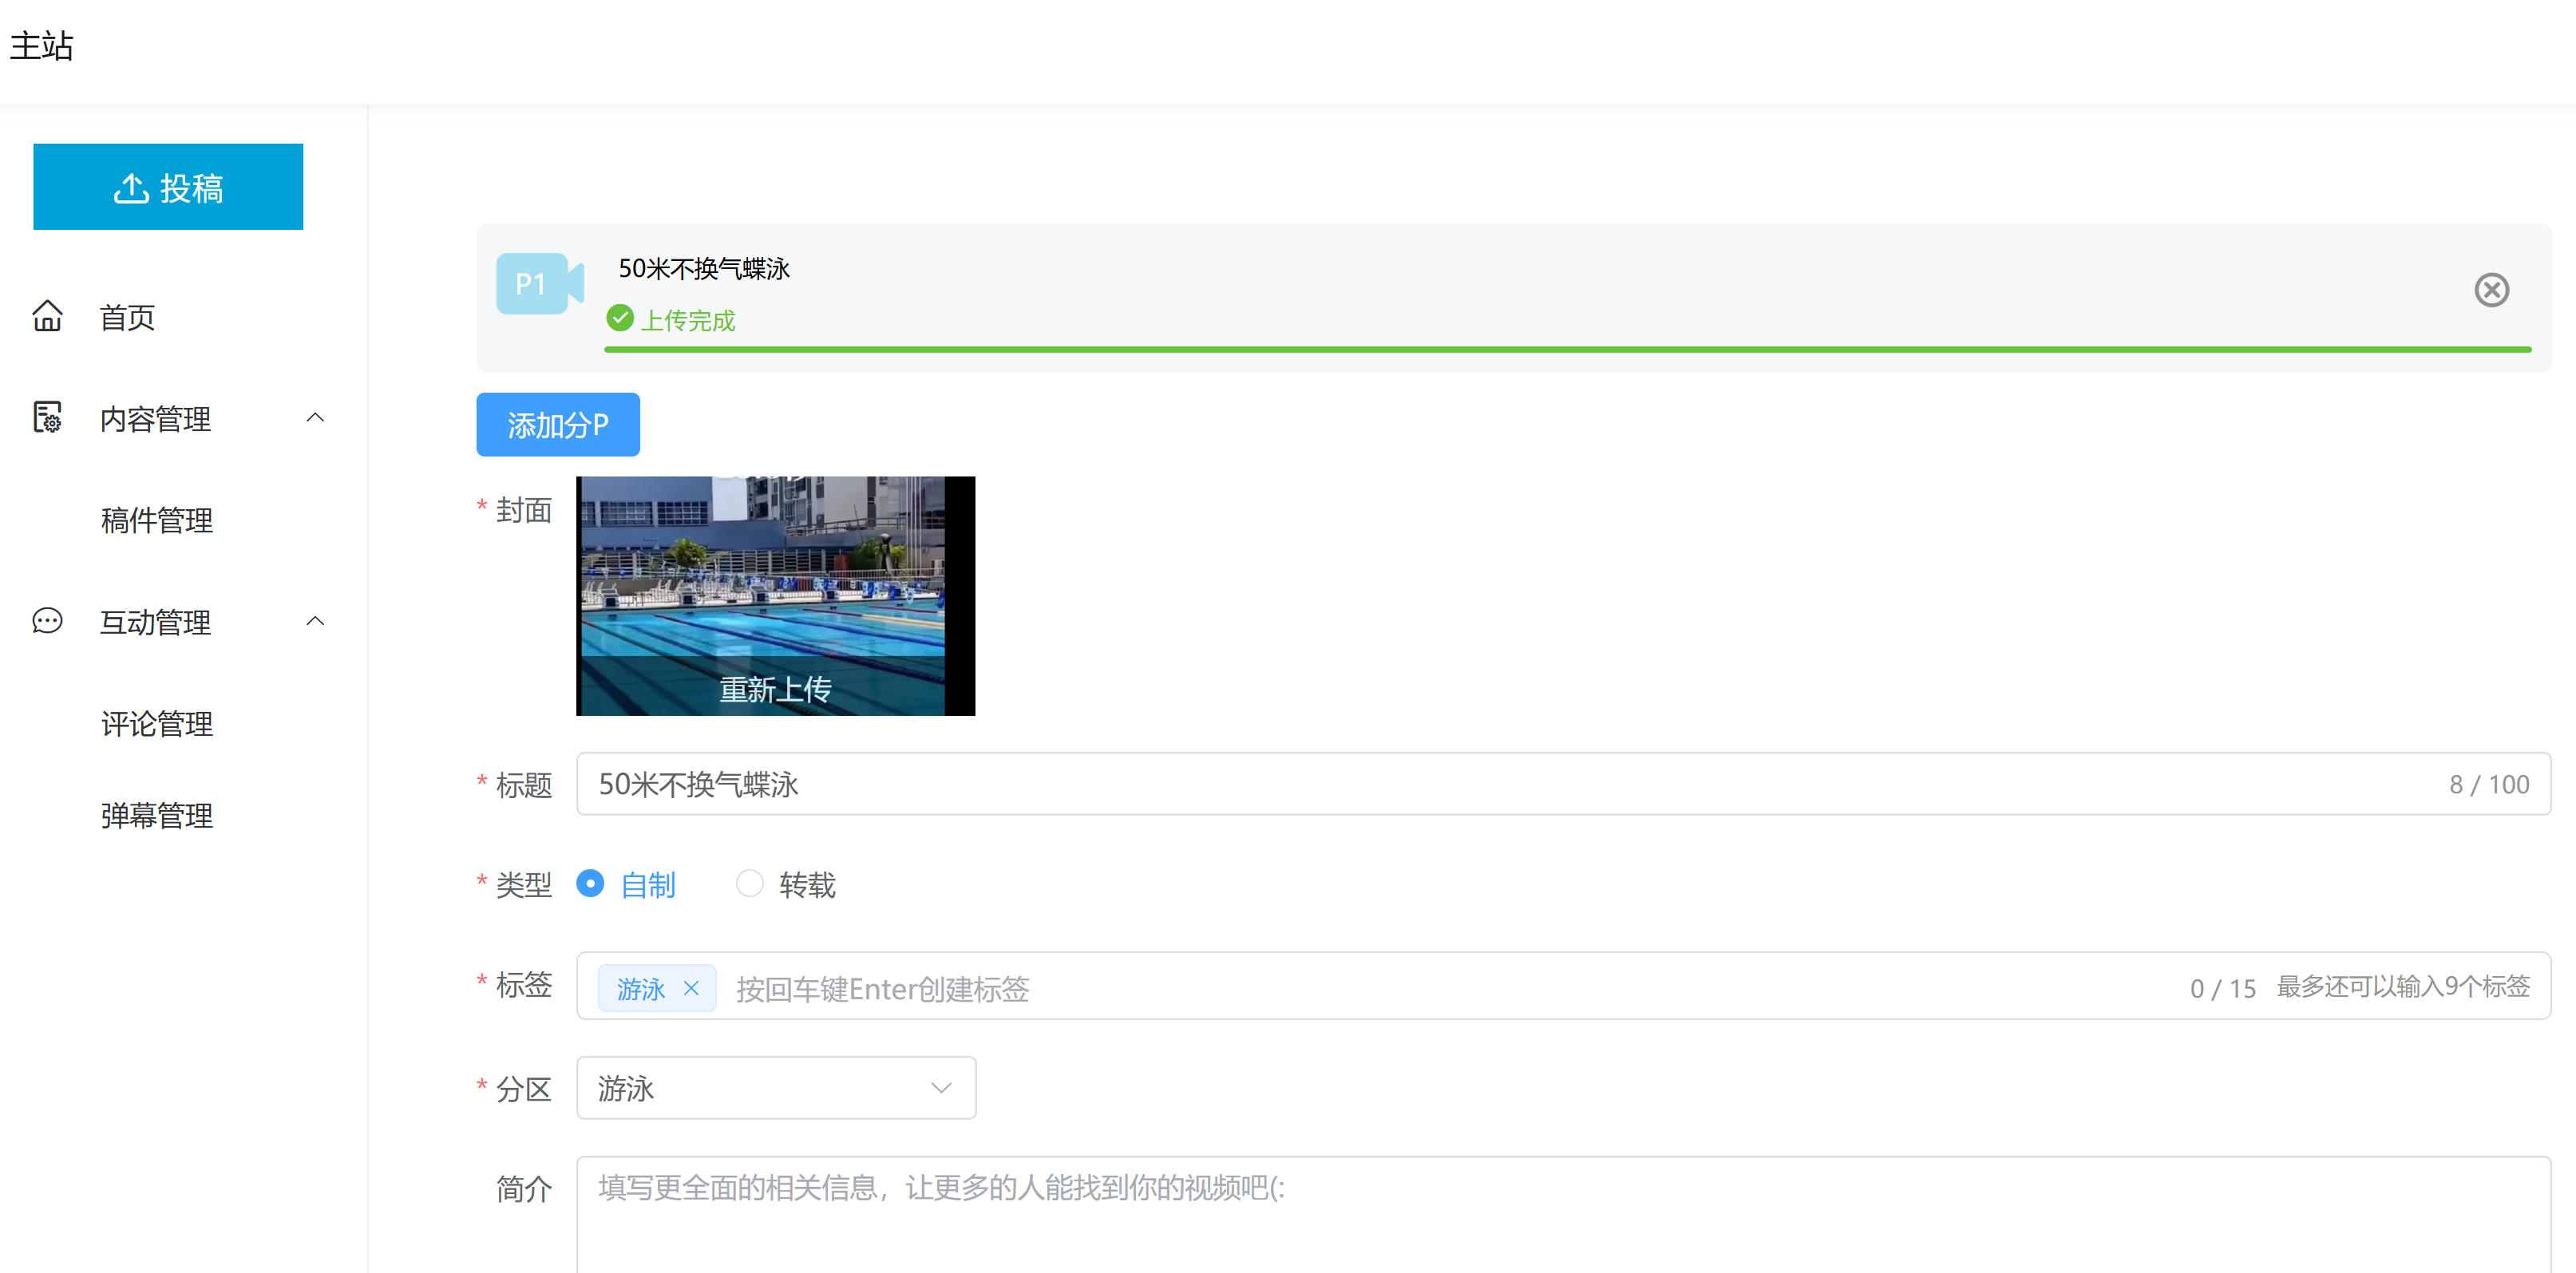 主站
投稿
首页
内容管理
稿件管理
互动管理
评论管理
弹幕管理
P1
50米不换气蝶泳
上传完成
添加分P
* 封面
重新上传
* 标题 50米不换气蝶泳 8 / 100
* 类型 自制 转载
* 标签 游泳 按回车键Enter创建标签 0 / 15 最多还可以输入9个标签
* 分区 游泳
简介 填写更全面的相关信息，让更多的人能找到你的视频吧(: